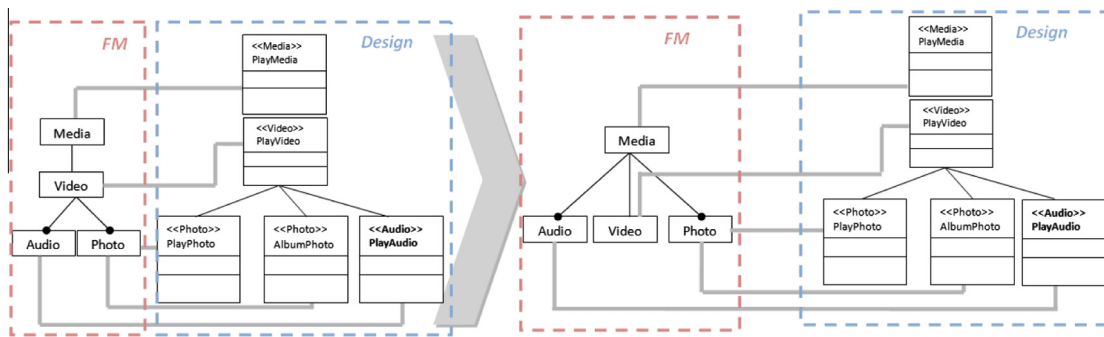 FM
Design
<<Media>>
PlayMedia
Media
<<Video>>
PlayVideo
Video
Audio
Photo
<<Photo>>
PlayPhoto
<<Photo>>
AlbumPhoto
<<Audio>>
PlayAudio
FM
Design
<<Media>>
PlayMedia
Media
<<Video>>
PlayVideo
Audio
Video
Photo
<<Photo>>
PlayPhoto
<<Photo>>
AlbumPhoto
<<Audio>>
PlayAudio